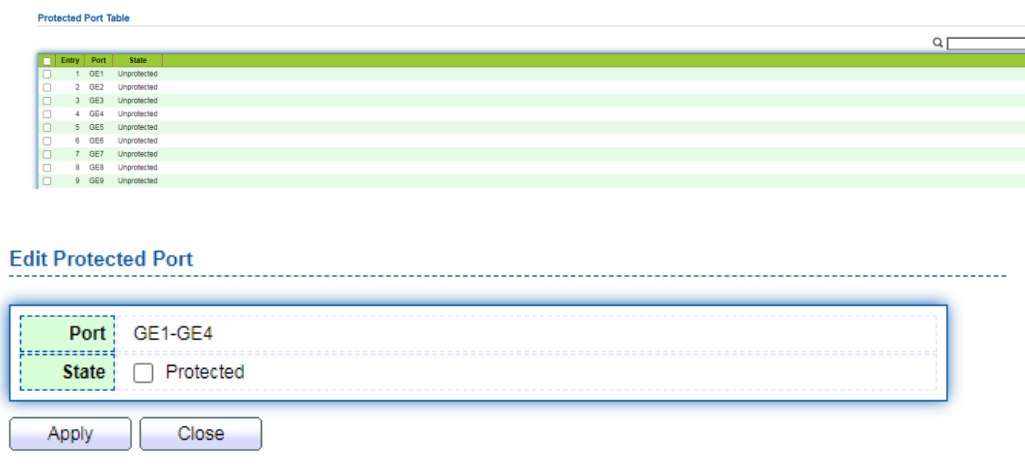 Protected Port Table
Entry Port State
1 GE1 Unprotected
2 GE2 Unprotected
3 GE3 Unprotected
4 GE4 Unprotected
5 GE5 Unprotected
6 GE6 Unprotected
7 GE7 Unprotected
8 GE8 Unprotected
9 GE9 Unprotected
Edit Protected Port
Port GE1-GE4
State Protected
Apply Close